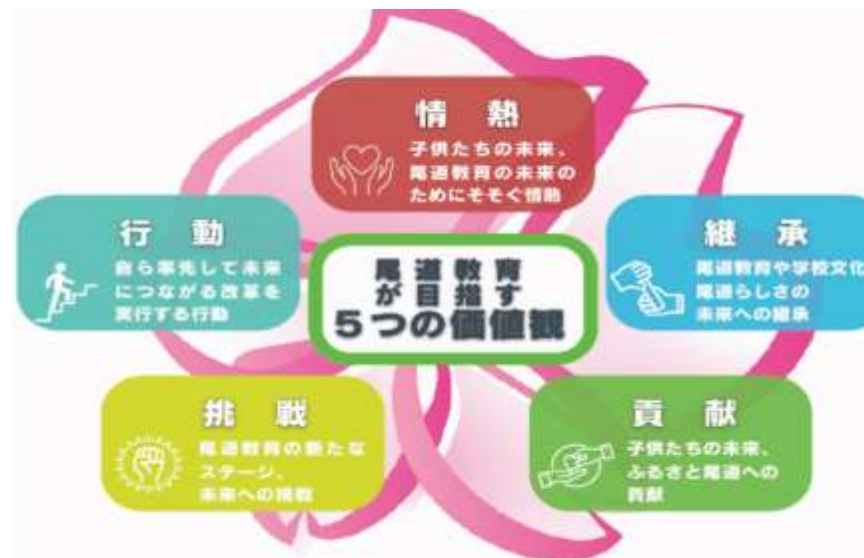 情熱
子供たちの未来、
尾道教育の未来の
ためにそそぐ情熱
行動
自ら率先して未来
につながる改革を
実行する行動
尾道教育
が目指す
5つの価値観
継承
尾道教育や学校文化
尾道らしさの
未来への継承
挑戦
尾道教育の新たな
ステージ、
未来への挑戦
貢献
子供たちの未来、
ふるさと尾道への
貢献